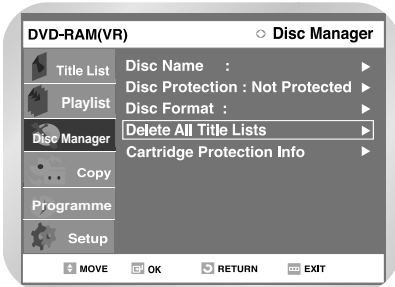 DVD-RAM(VR) Disc Manager
Title List
Playlist
Disc Manager
Copy
Programme
Setup
Disc Name :
Disc Protection : Not Protected
Disc Format :
Delete All Title Lists
Cartridge Protection Info
MOVE OK RETURN EXIT